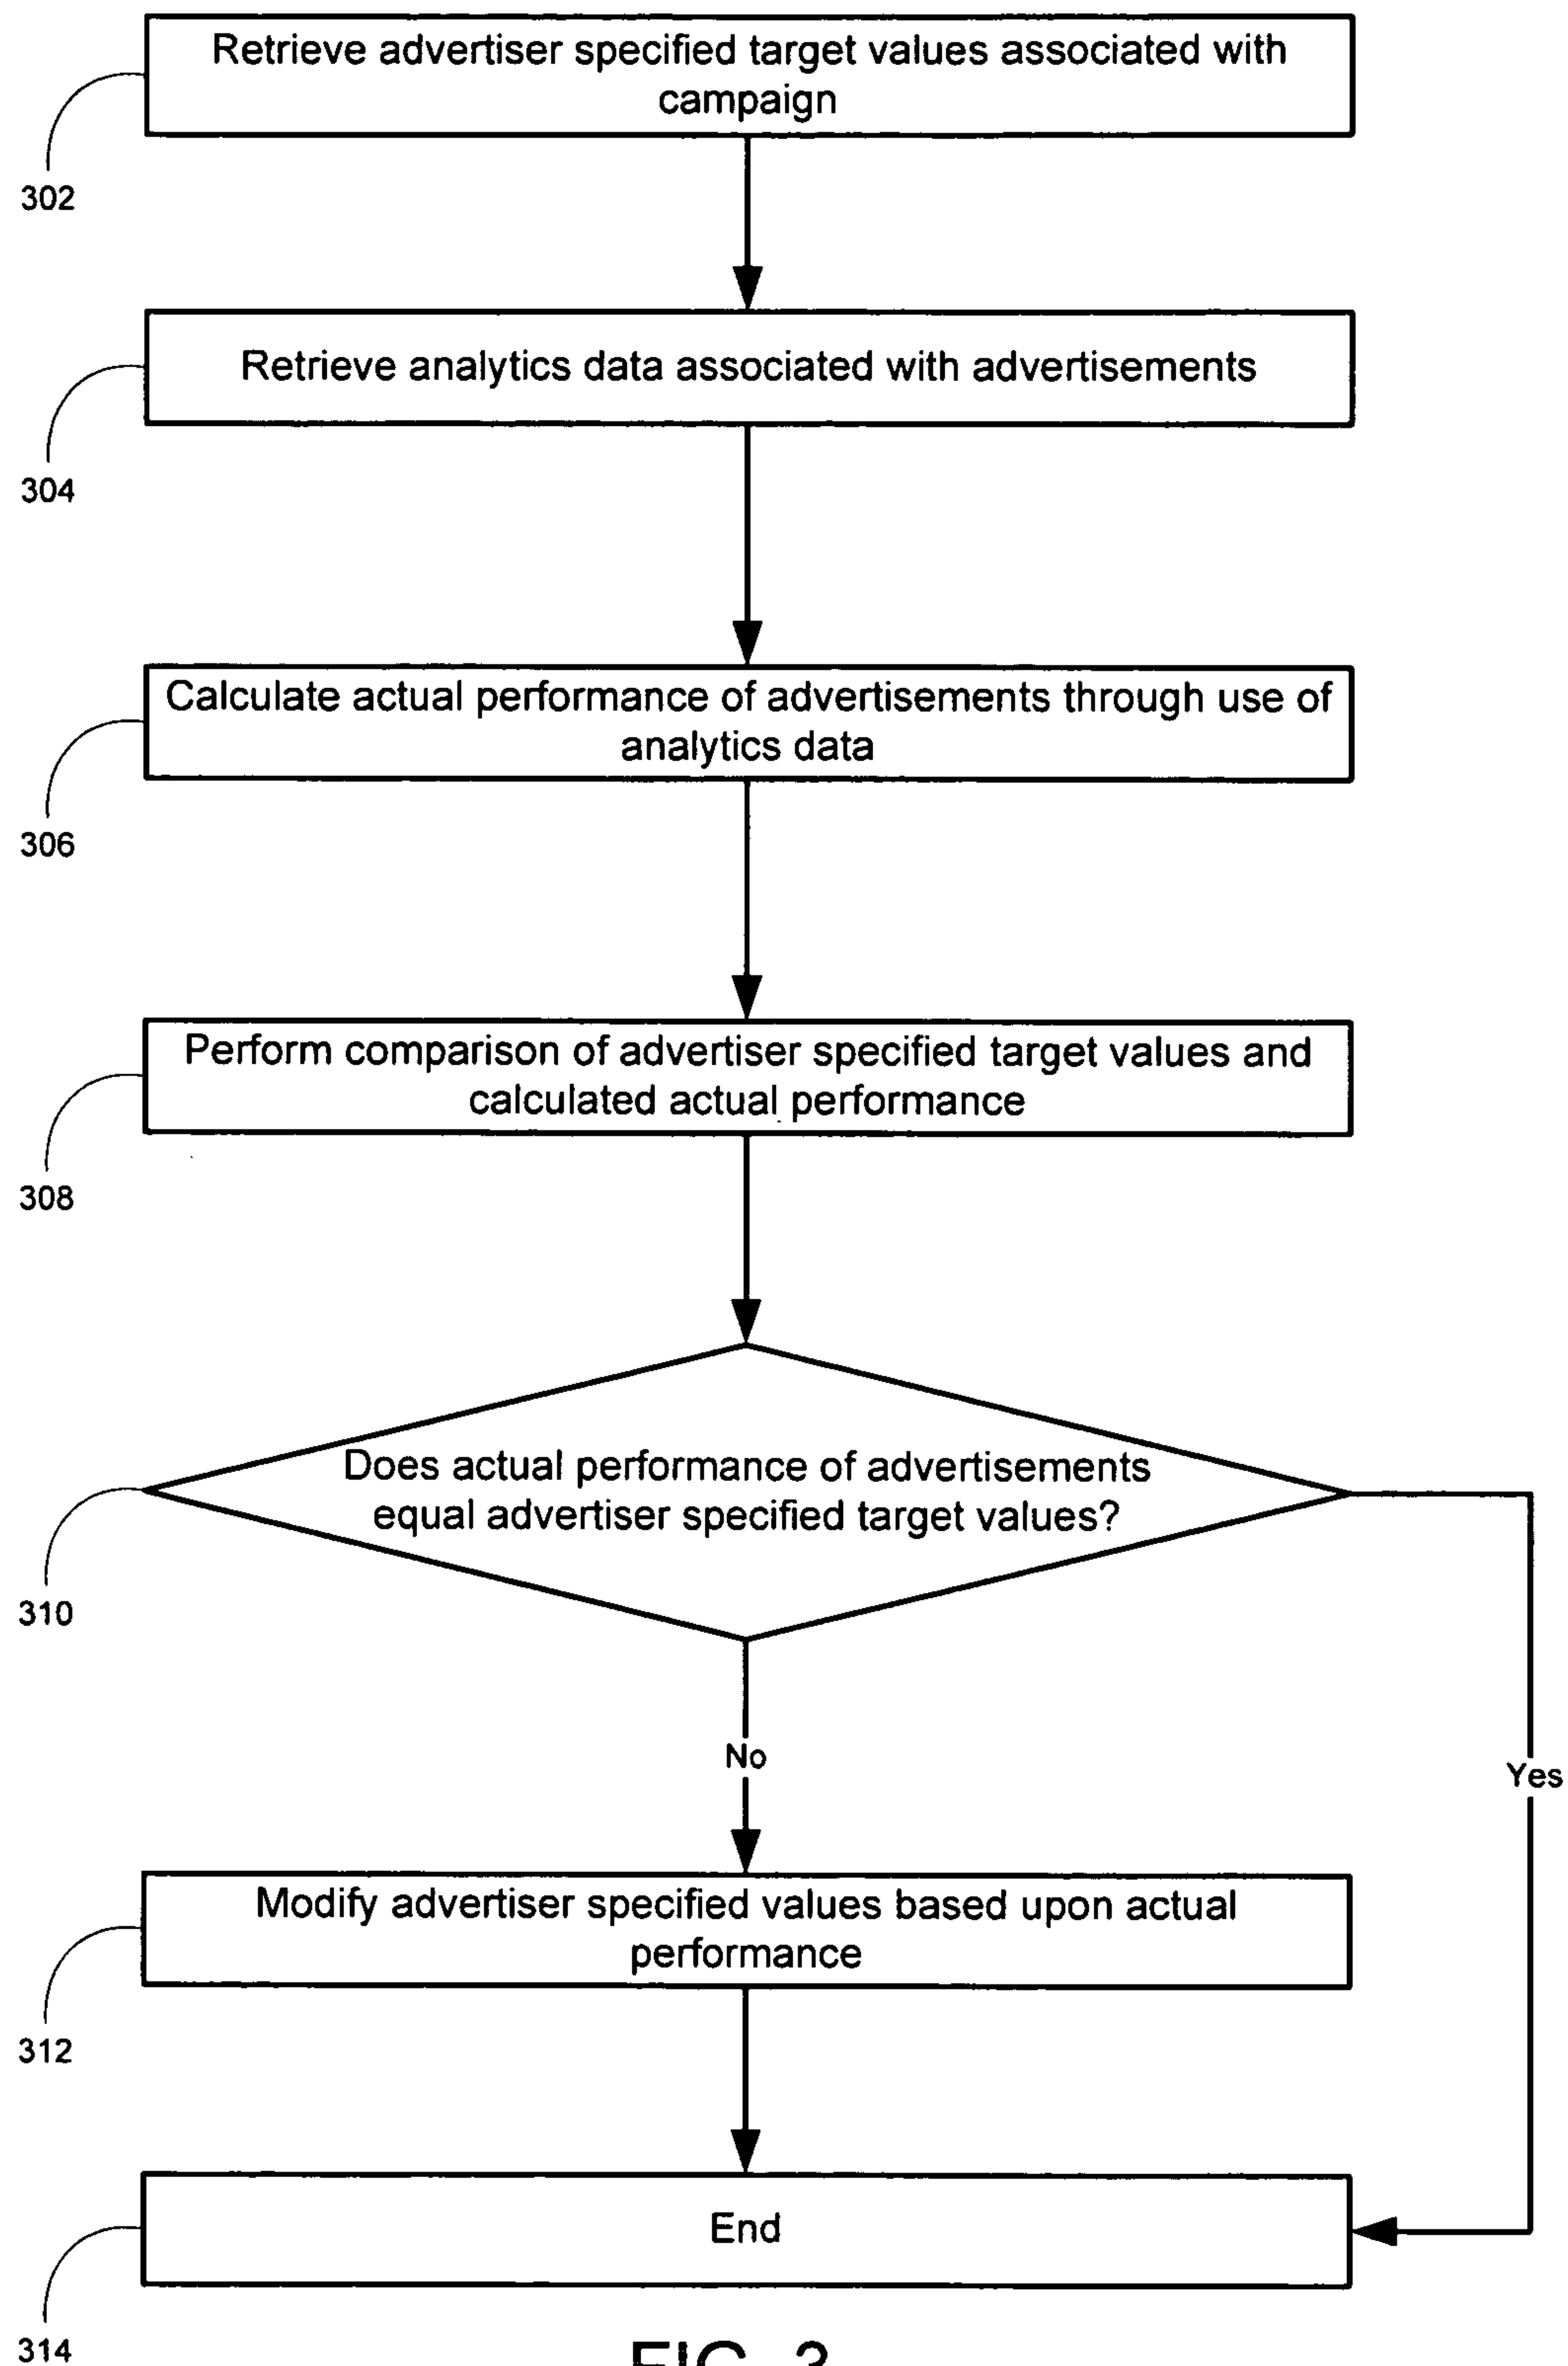 Retrieve advertiser specified target values associated with
campaign
302
Retrieve analytics data associated with advertisements
304
Calculate actual performance of advertisements through use of
analytics data
306
Perform comparison of advertiser specified target values and
calculated actual performance
308
Does actual performance of advertisements
equal advertiser specified target values?
310
No
Yes
Modify advertiser specified values based upon actual
performance
312
End
314
FIG. 3